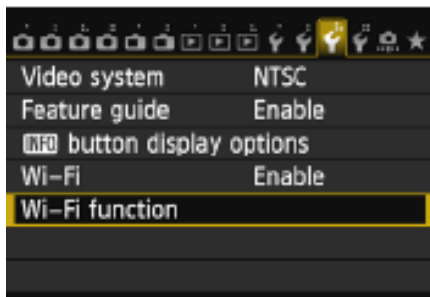 Video system NTSC
Feature guide Enable
INFO button display options
Wi-Fi Enable
Wi-Fi function